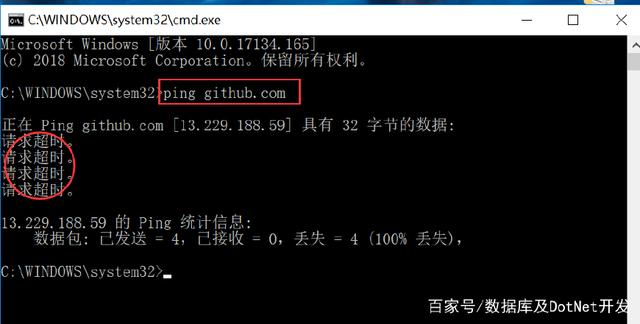 C:\WINDOWS\system32\cmd.exe
Microsoft Windows [版本 10.0.17134.165]
(c) 2018 Microsoft Corporation。保留所有权利。
C:\WINDOWS\system32>ping github.com
正在 Ping github.com [13.229.188.59] 具有 32 字节的数据:
请求超时。
请求超时。
请求超时。
请求超时。
13.229.188.59 的 Ping 统计信息:
数据包: 已发送 = 4，已接收 = 0，丢失 = 4 (100% 丢失)，
C:\WINDOWS\system32>
百家号/数据库及DotNet开发